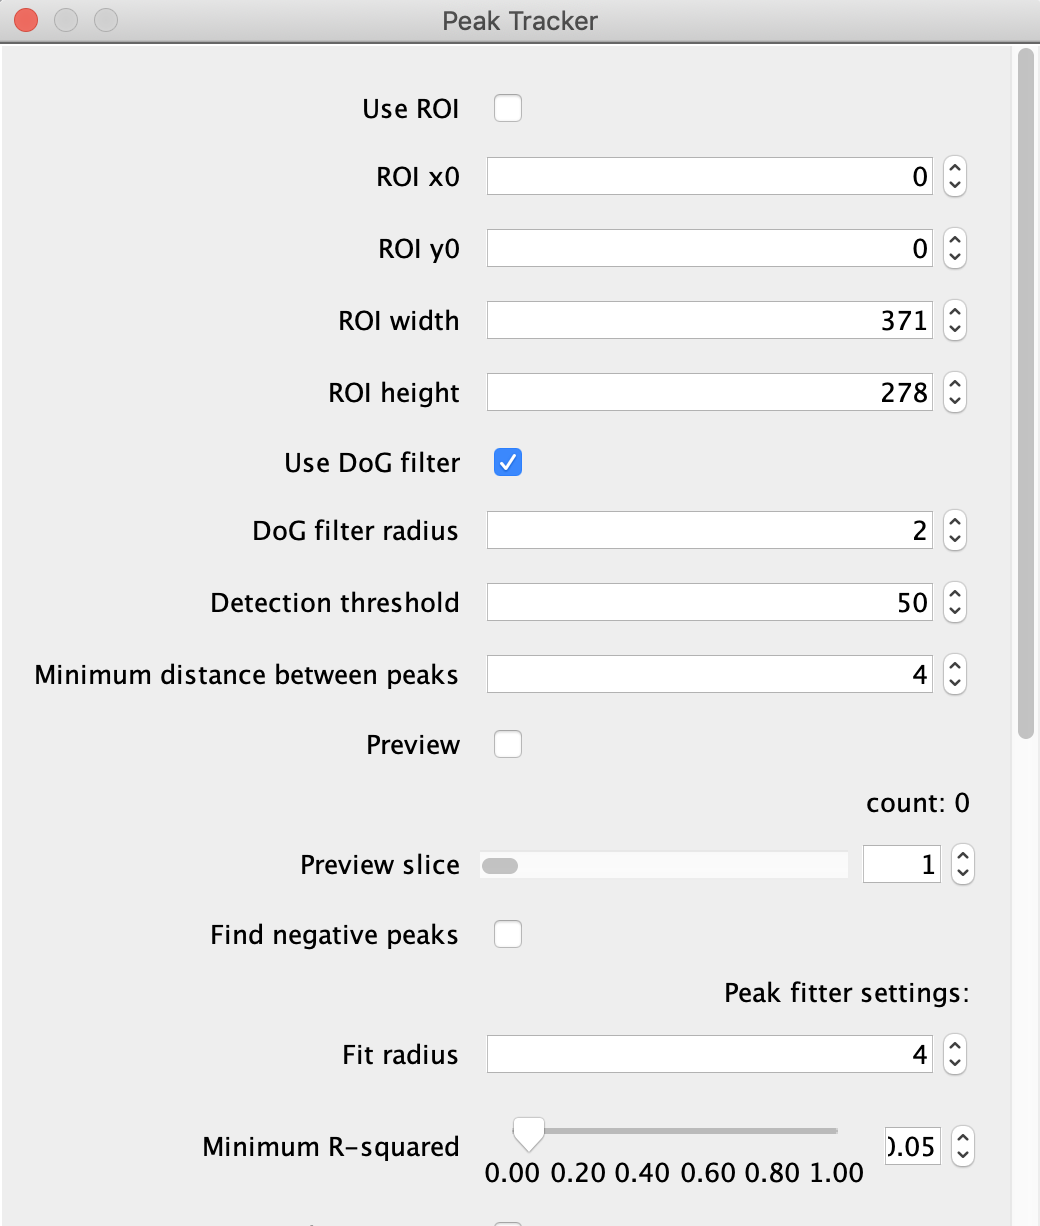 Peak Tracker
Use ROI
ROI x0 0
ROI y0 0
ROI width 371
ROI height 278
Use DoG filter
DoG filter radius 2
Detection threshold 50
Minimum distance between peaks 4
Preview
count: 0
Preview slice 1
Find negative peaks
Peak fitter settings:
Fit radius 4
Minimum R-squared 0.05
0.00 0.20 0.40 0.60 0.80 1.00